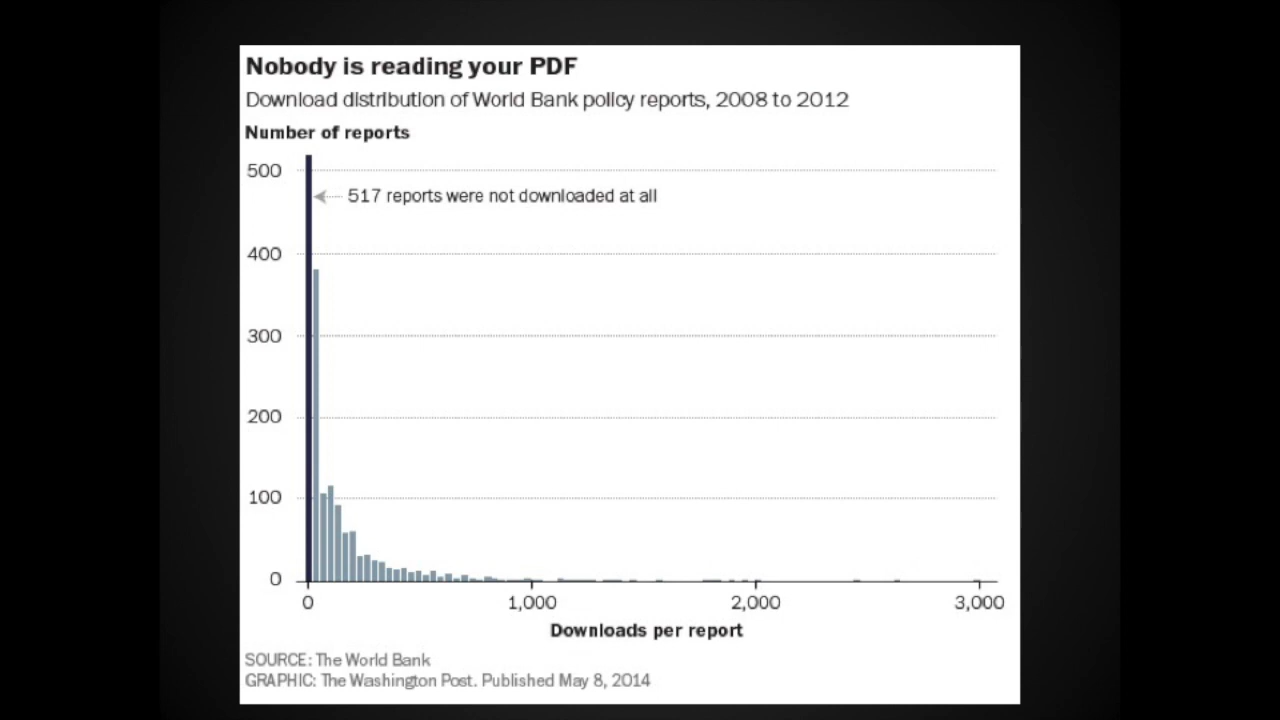 Nobody is reading your PDF
Download distribution of World Bank policy reports, 2008 to 2012
Number of reports
500
517 reports were not downloaded at all
400
300
200
100
0
0 1,000 2,000 3,000
Downloads per report
SOURCE: The World Bank
GRAPHIC: The Washington Post. Published May 8, 2014